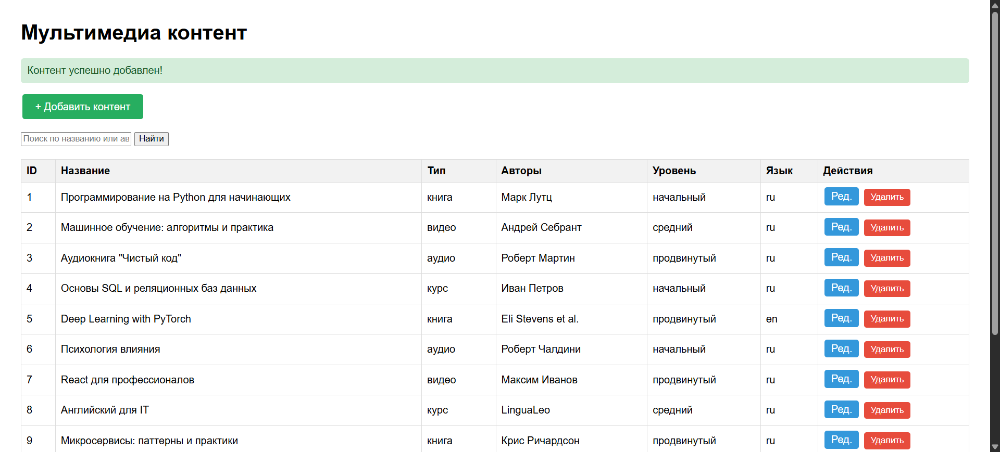 Мультимедиа контент
Контент успешно добавлен!
+ Добавить контент
Поиск по названию или ав Найти
ID Название Тип Авторы Уровень Язык Действия
1 Программирование на Python для начинающих книга Марк Лутц начальный ru Ред. Удалить
2 Машинное обучение: алгоритмы и практика видео Андрей Себрант средний ru Ред. Удалить
3 Аудиокнига "Чистый код" аудио Роберт Мартин продвинутый ru Ред. Удалить
4 Основы SQL и реляционных баз данных курс Иван Петров начальный ru Ред. Удалить
5 Deep Learning with PyTorch книга Eli Stevens et al. продвинутый en Ред. Удалить
6 Психология влияния аудио Роберт Чалдини начальный ru Ред. Удалить
7 React для профессионалов видео Максим Иванов продвинутый ru Ред. Удалить
8 Английский для IT курс LinguaLeo средний ru Ред. Удалить
9 Микросервисы: паттерны и практики книга Крис Ричардсон продвинутый ru Ред. Удалить